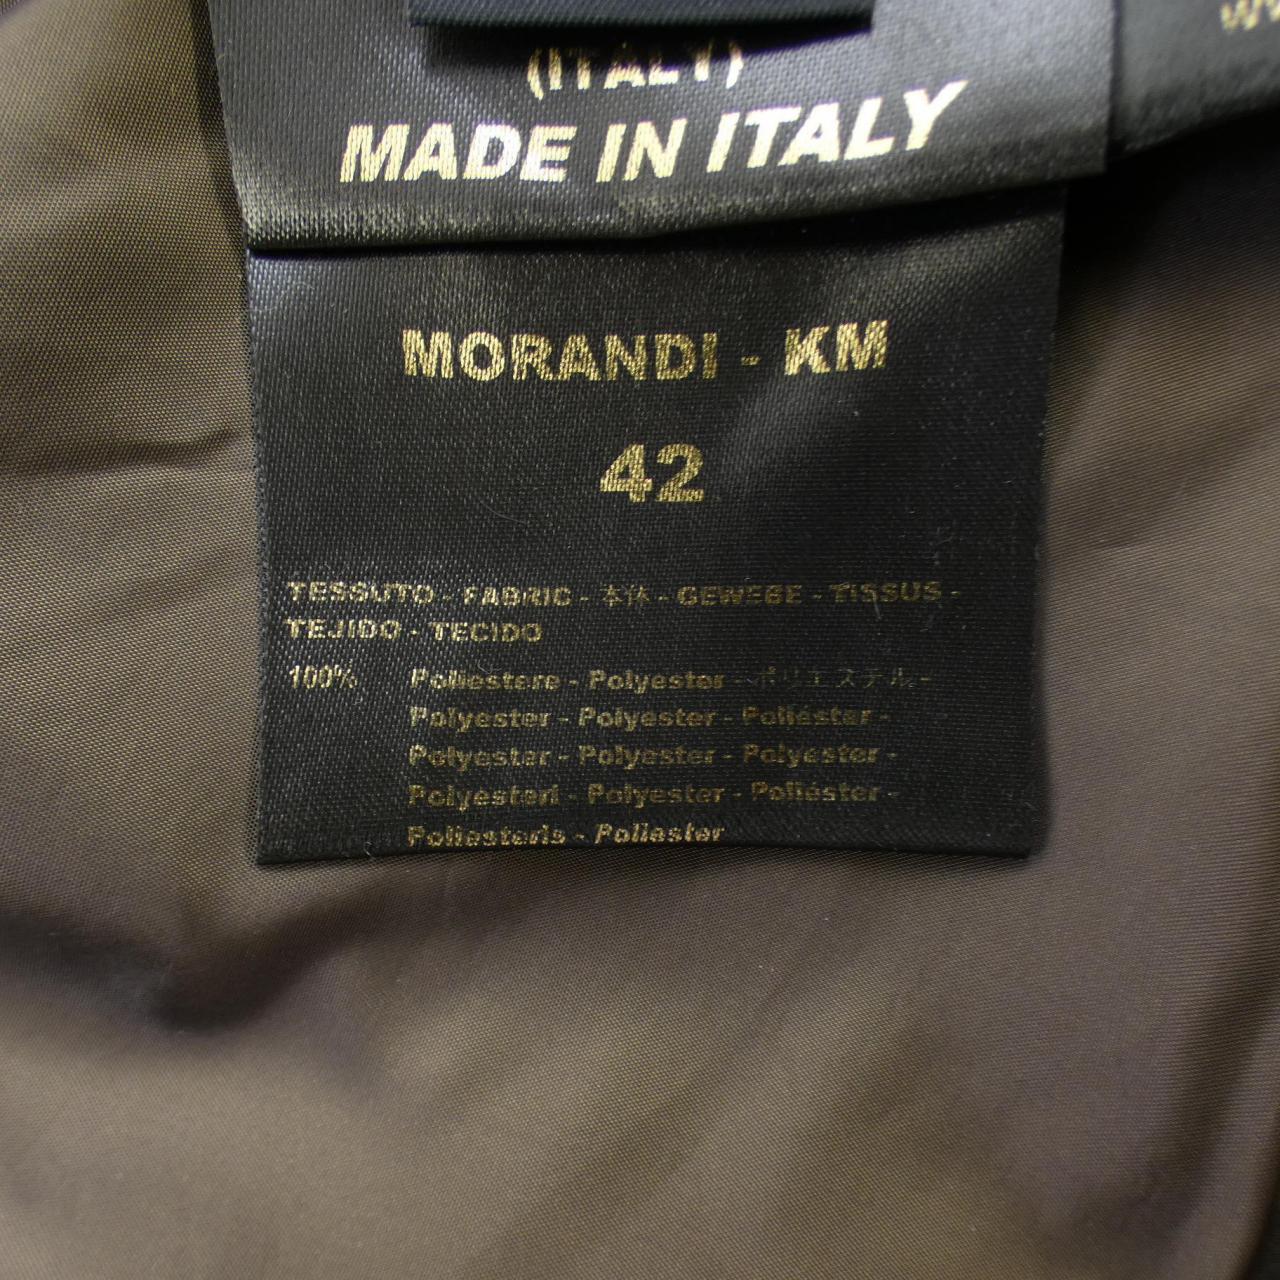 (ITALY)
MADE IN ITALY
MORANDI - KM
42
TESSUTO - FABRIC - 本体 - GEWEBE - TISSUS -
TEJIDO - TECIDO
100% Poliestere - Polyester - ポリエステル -
Polyester - Polyester - Poliéster -
Polyester - Polyester - Polyester -
Polyesteri - Polyester - Poliéster -
Poliesteris - Poliester